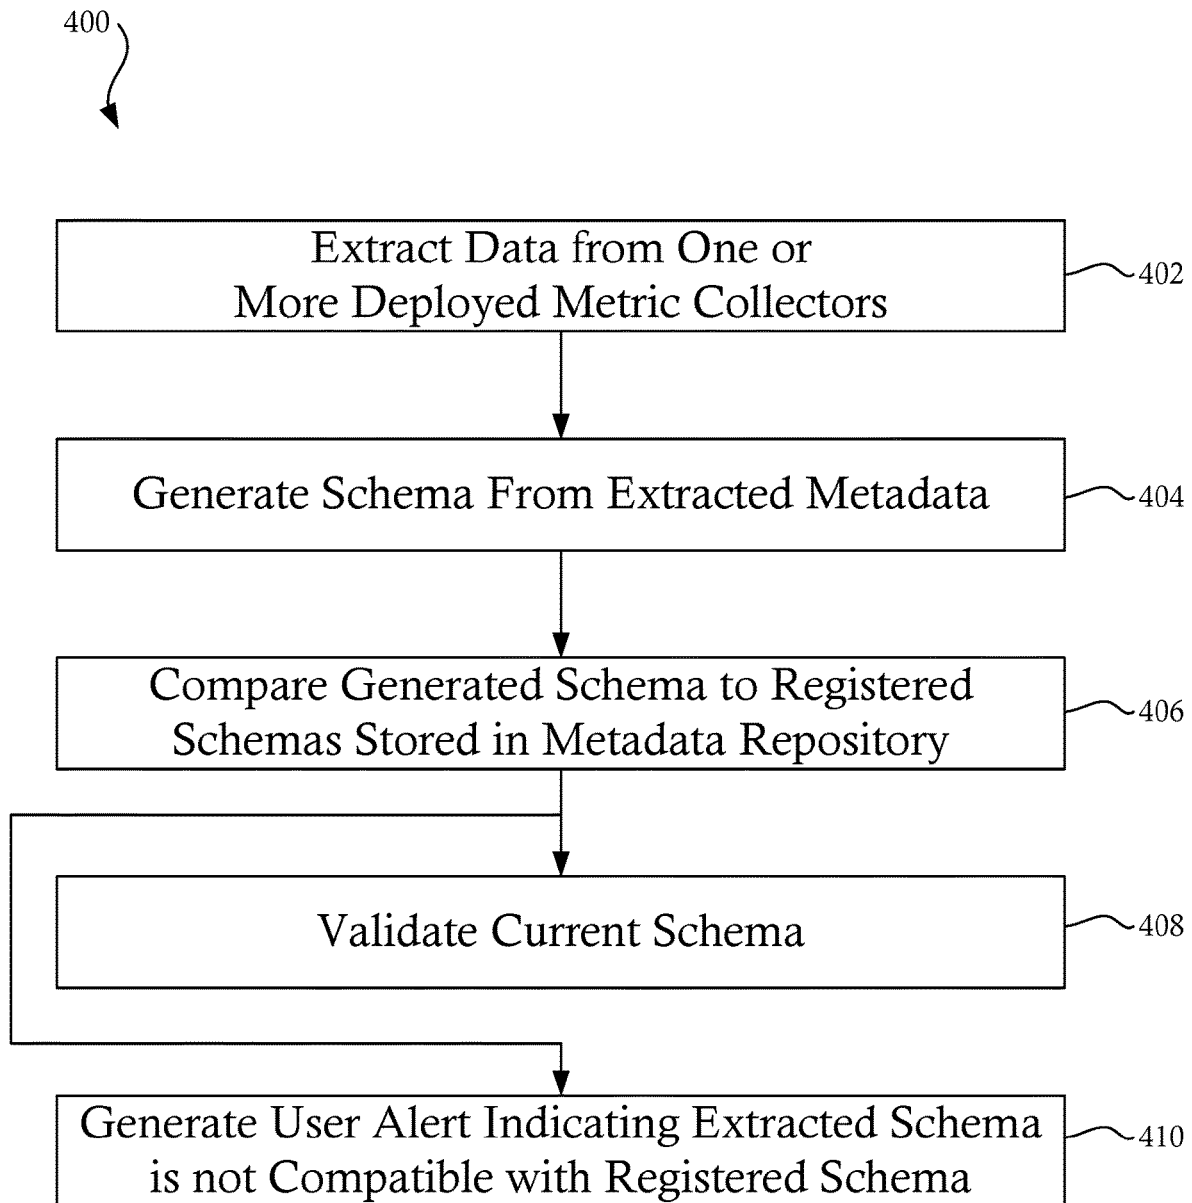 400
Extract Data from One or
More Deployed Metric Collectors
402
Generate Schema From Extracted Metadata
404
Compare Generated Schema to Registered
Schemas Stored in Metadata Repository
406
Validate Current Schema
408
Generate User Alert Indicating Extracted Schema
is not Compatible with Registered Schema
410